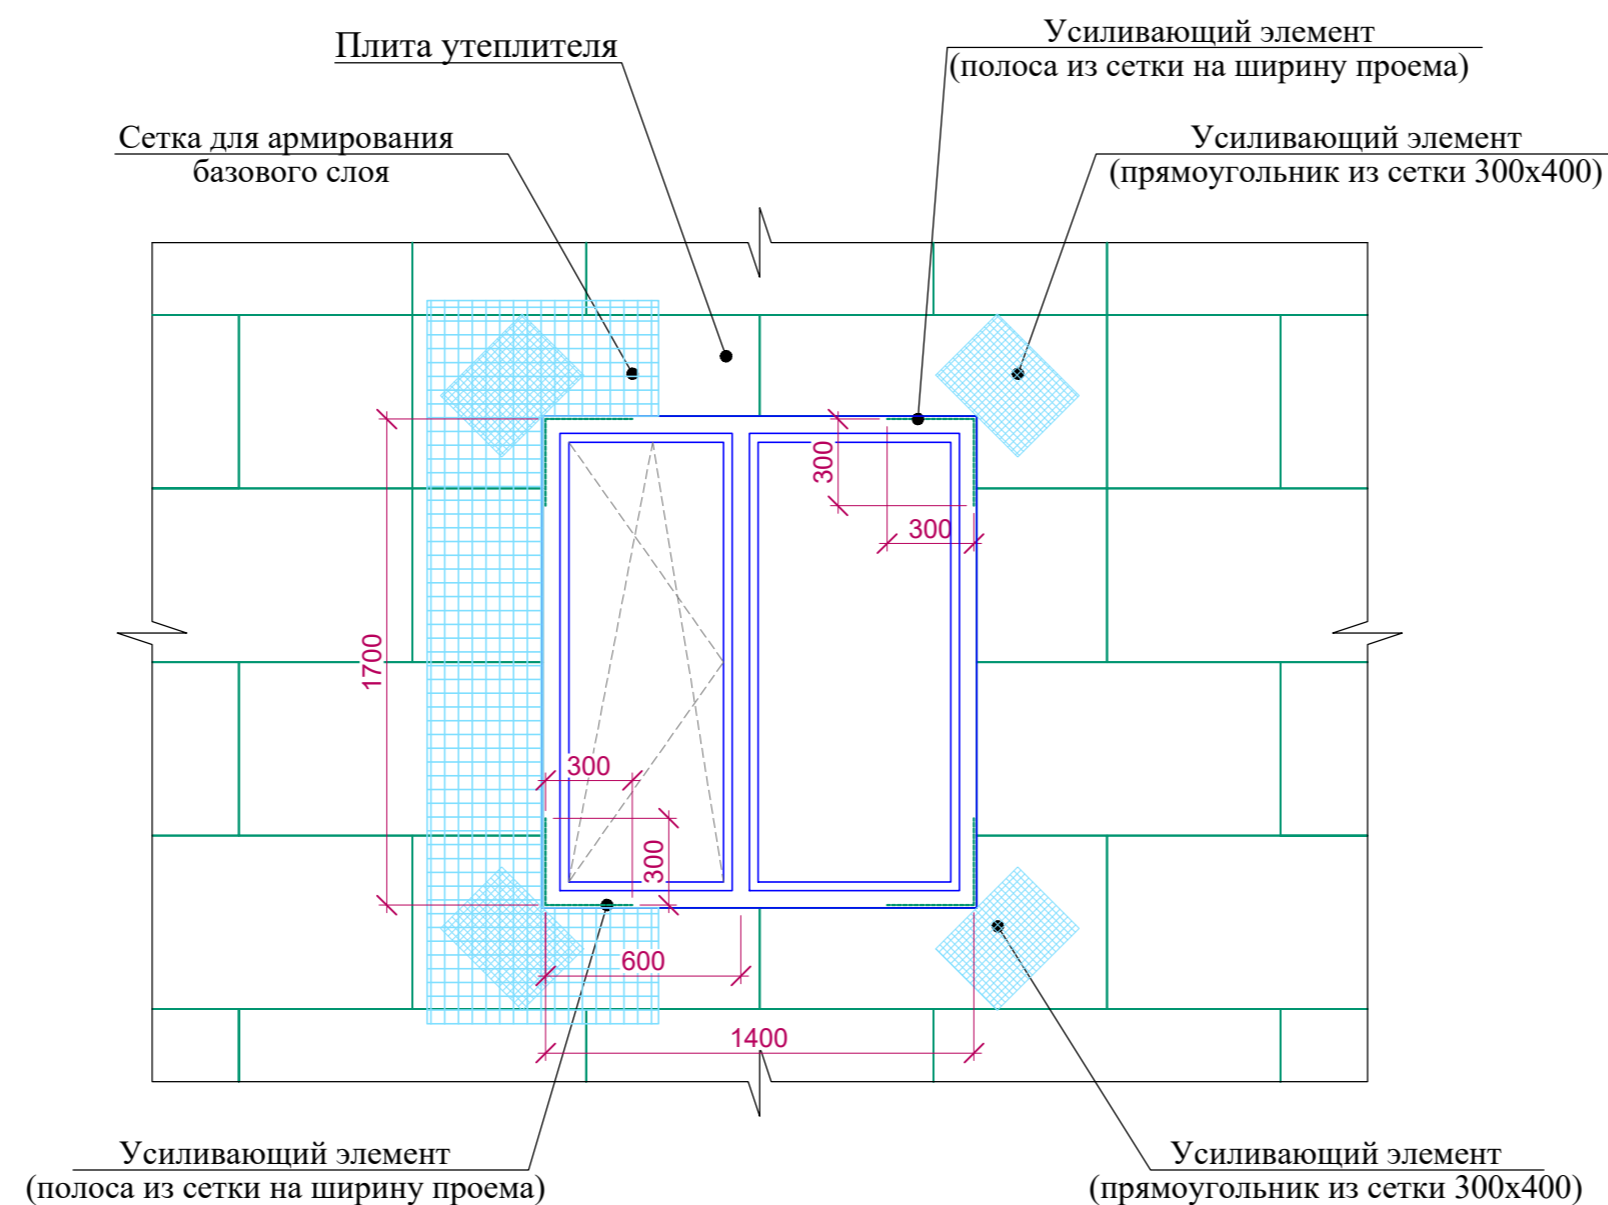 Плита утеплителя
Усиливающий элемент
(полоса из сетки на ширину проема)
Сетка для армирования
базового слоя
Усиливающий элемент
(прямоугольник из сетки 300х400)
300
300
1700
300
300
600
1400
Усиливающий элемент
(полоса из сетки на ширину проема)
Усиливающий элемент
(прямоугольник из сетки 300х400)